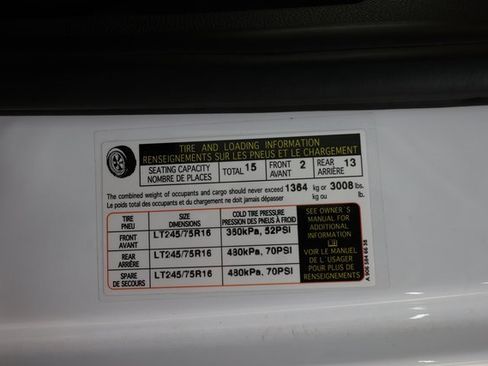 TIRE AND LOADING INFORMATION
RENSEIGNEMENTS SUR LES PNEUS ET LE CHARGEMENT
SEATING CAPACITY
NOMBRE DE PLACES
TOTAL 15
FRONT
AVANT
2
REAR
ARRIÈRE
13
The combined weight of occupants and cargo should never exceed 1364 kg or 3008 lbs.
Le poids total des occupants et du chargement ne doit jamais dépasser kg ou lb.
TIRE
PNEU
SIZE
DIMENSIONS
COLD TIRE PRESSURE
PRESSION DES PNEUS À FROID
FRONT
AVANT
LT245/75R16
360kPa, 52PSI
REAR
ARRIÈRE
LT245/75R16
480kPa, 70PSI
SPARE
DE SECOURS
LT245/75R16
480kPa, 70PSI
SEE OWNER'S
MANUAL FOR
ADDITIONAL
INFORMATION
VOIR LE MANUEL
DE L'USAGER
POUR PLUS DE
RENSEIGNEMENTS
A 906 584 66 38